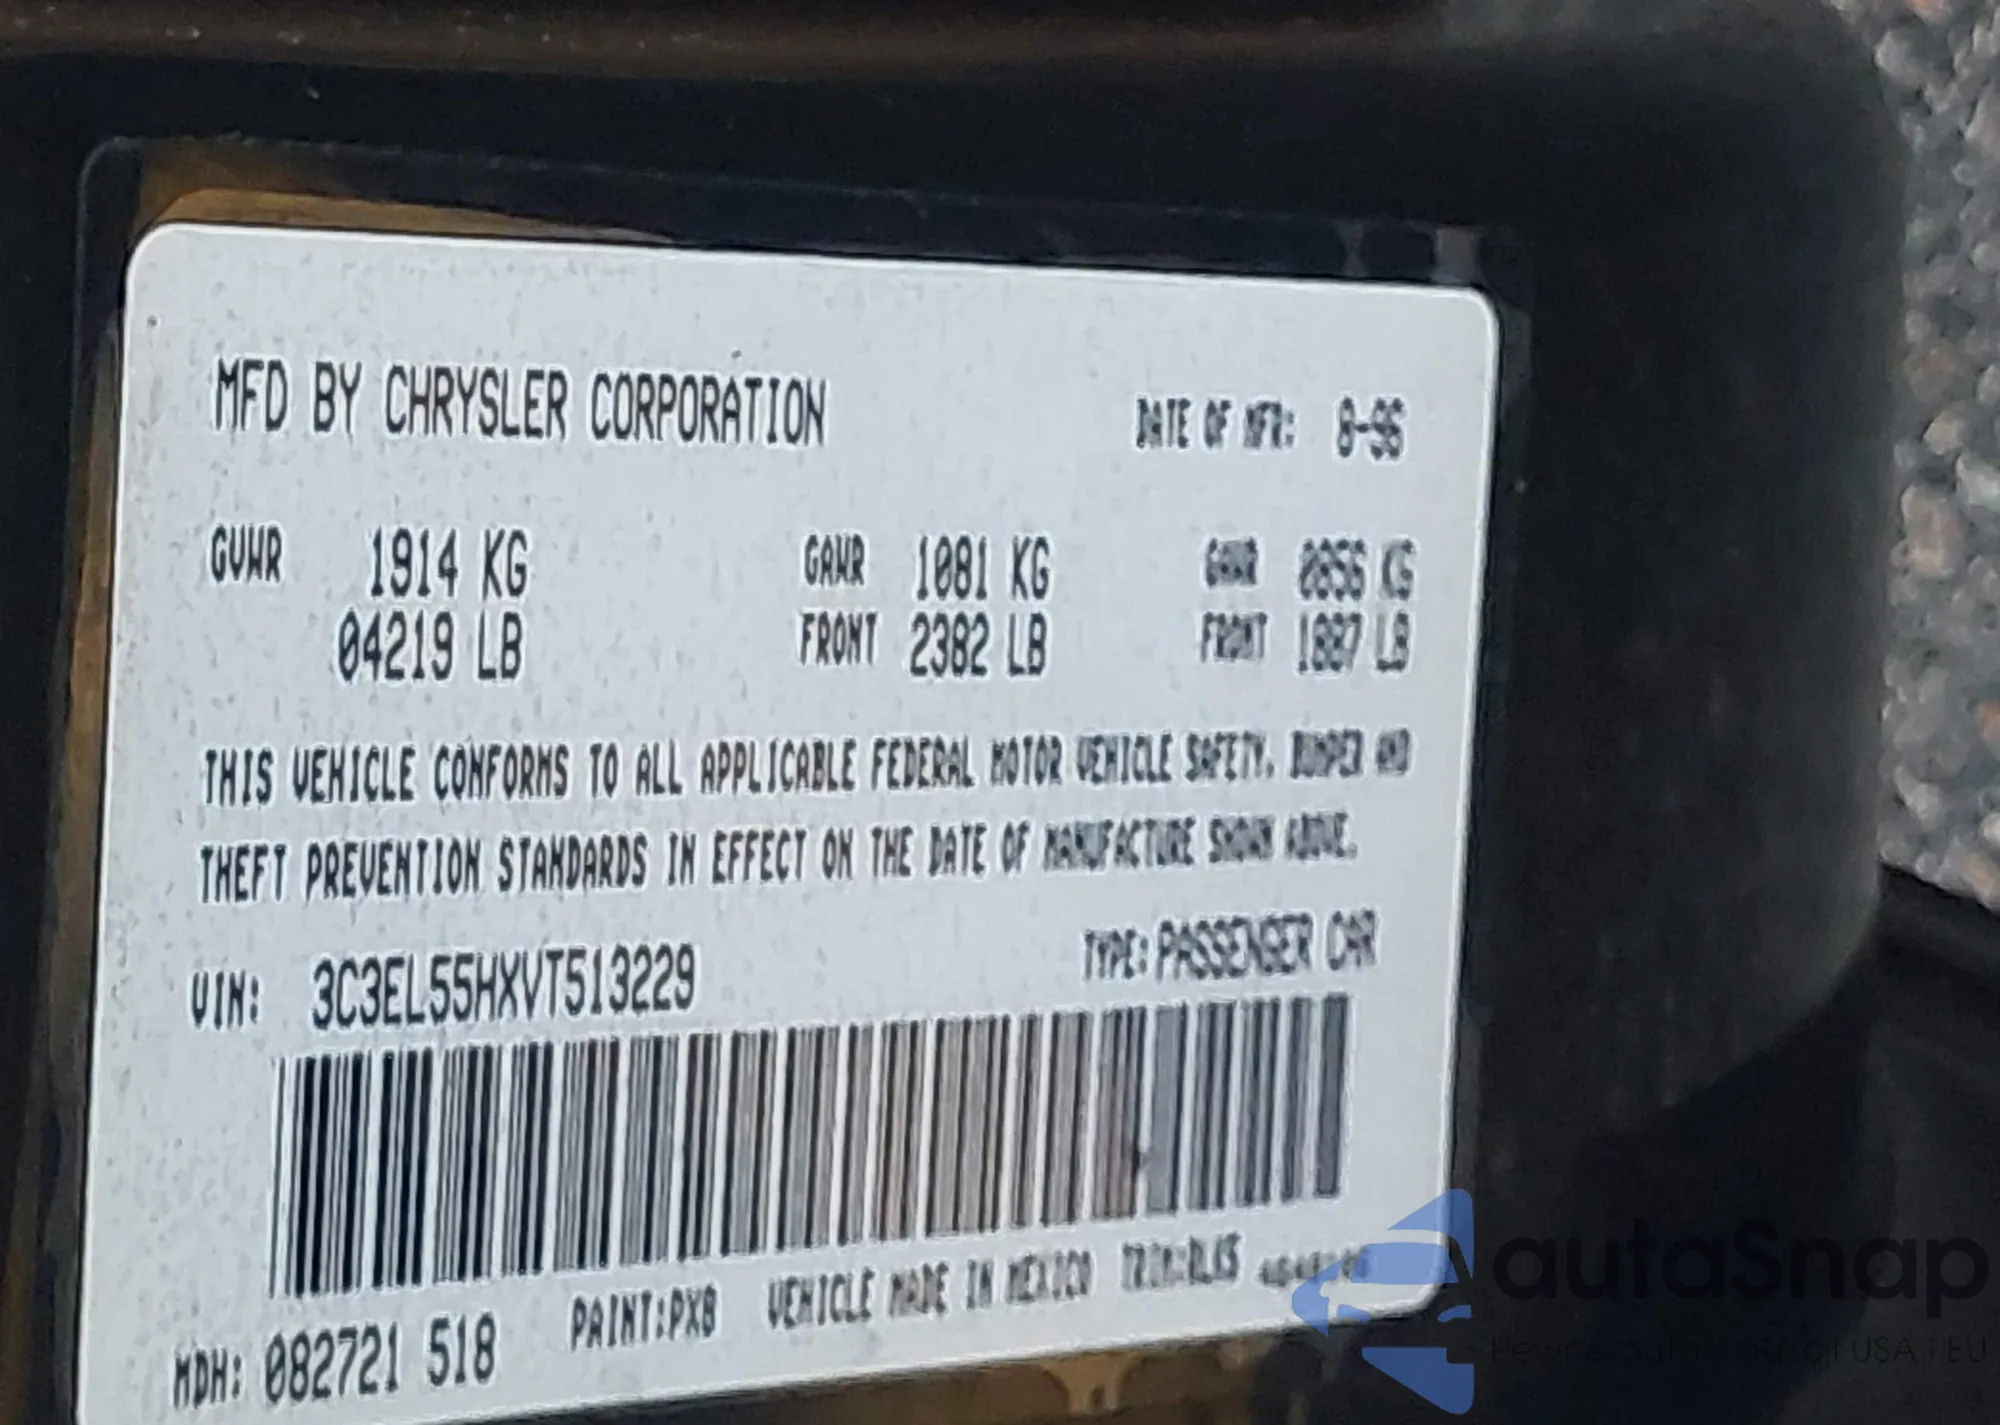 MFD BY CHRYSLER CORPORATION
DATE OF MFR: 8-96
GVWR 1914 KG
04219 LB
GAWR 1081 KG
FRONT 2382 LB
GAWR 0856 KG
FRONT 1887 LB
THIS VEHICLE CONFORMS TO ALL APPLICABLE FEDERAL MOTOR VEHICLE SAFETY, BUMPER AND
THEFT PREVENTION STANDARDS IN EFFECT ON THE DATE OF MANUFACTURE SHOWN ABOVE.
VIN: 3C3EL55HXVT513229
TYPE: PASSENGER CAR
MDH: 082721 518
PAINT:PX8
VEHICLE MADE IN MEXICO
autaSnap
USA i EU